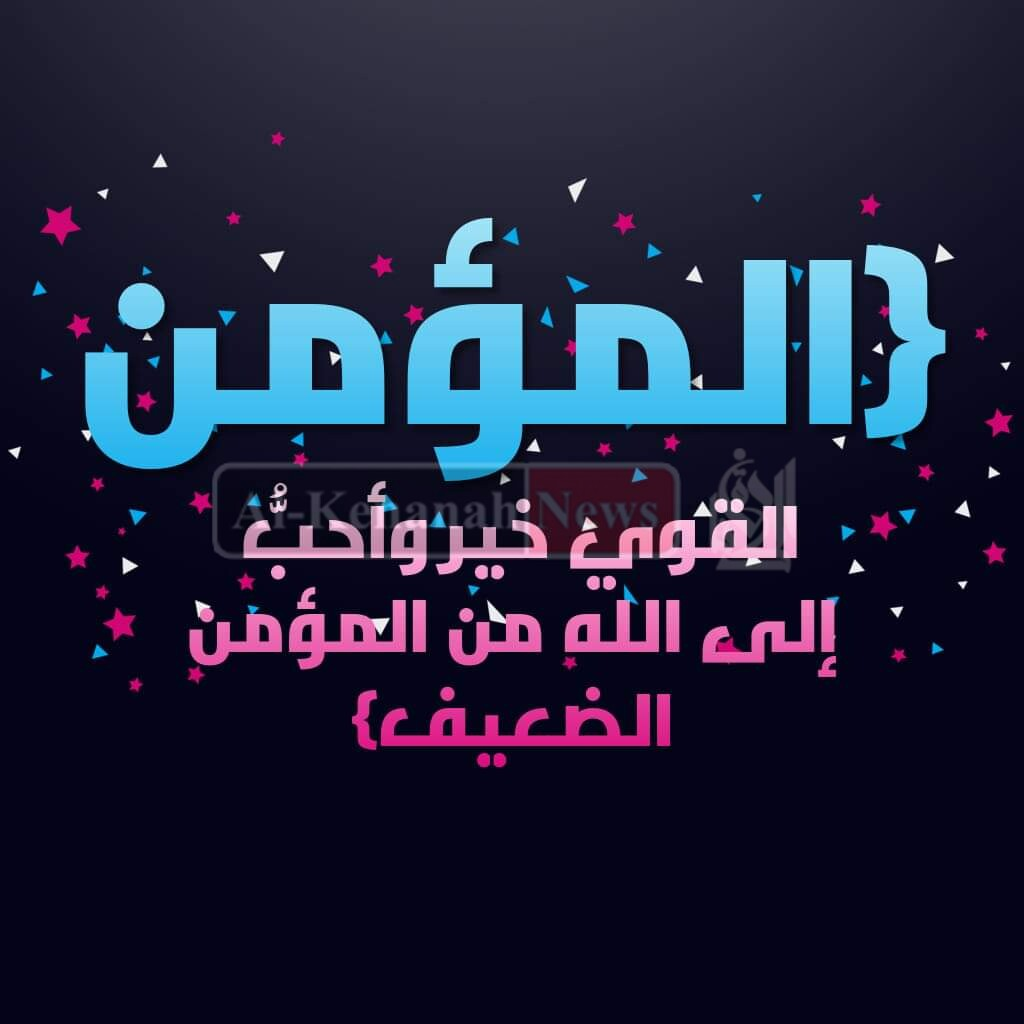 {المؤمن
القوي خير وأحبُّ
إلى الله من المؤمن
الضعيف}
Al-Kenanah News